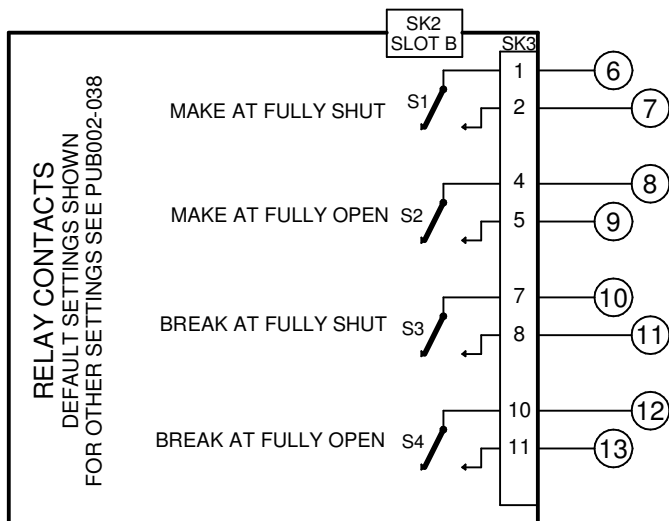 SK2
SLOT B
SK3
RELAY CONTACTS
DEFAULT SETTINGS SHOWN
FOR OTHER SETTINGS SEE PUB002-038
MAKE AT FULLY SHUT S1 1 6
2 7
MAKE AT FULLY OPEN S2 4 8
5 9
BREAK AT FULLY SHUT S3 7 10
8 11
BREAK AT FULLY OPEN S4 10 12
11 13